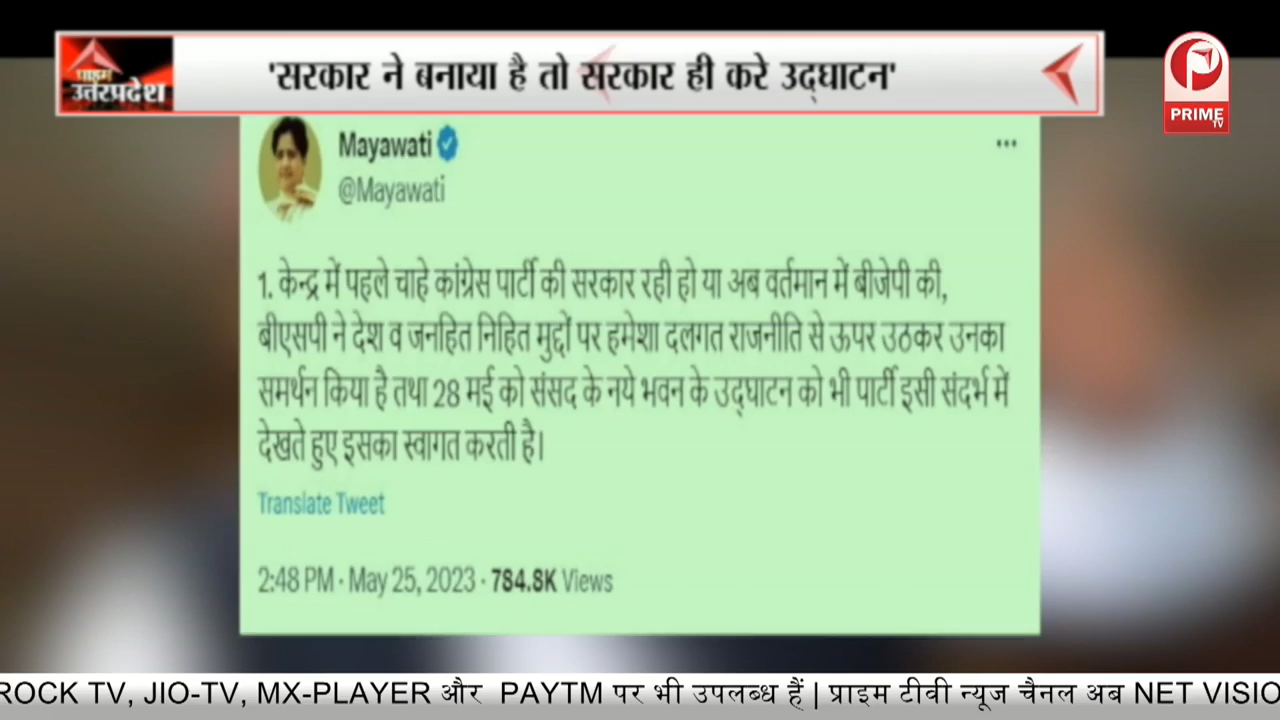 'सरकार ने बनाया है तो सरकार ही करे उद्घाटन'
प्राइम
उत्तरप्रदेश
PRIME
TV
Mayawati
@Mayawati
1. केन्द्र में पहले चाहे कांग्रेस पार्टी की सरकार रही हो या अब वर्तमान में बीजेपी की,
बीएसपी ने देश व जनहित निहित मुद्दों पर हमेशा दलगत राजनीति से ऊपर उठकर उनका
समर्थन किया है तथा 28 मई को संसद के नये भवन के उद्घाटन को भी पार्टी इसी संदर्भ में
देखते हुए इसका स्वागत करती है।
Translate Tweet
2:48 PM · May 25, 2023 · 784.8K Views
ROCK TV, JIO-TV, MX-PLAYER और PAYTM पर भी उपलब्ध हैं | प्राइम टीवी न्यूज चैनल अब NET VISIO